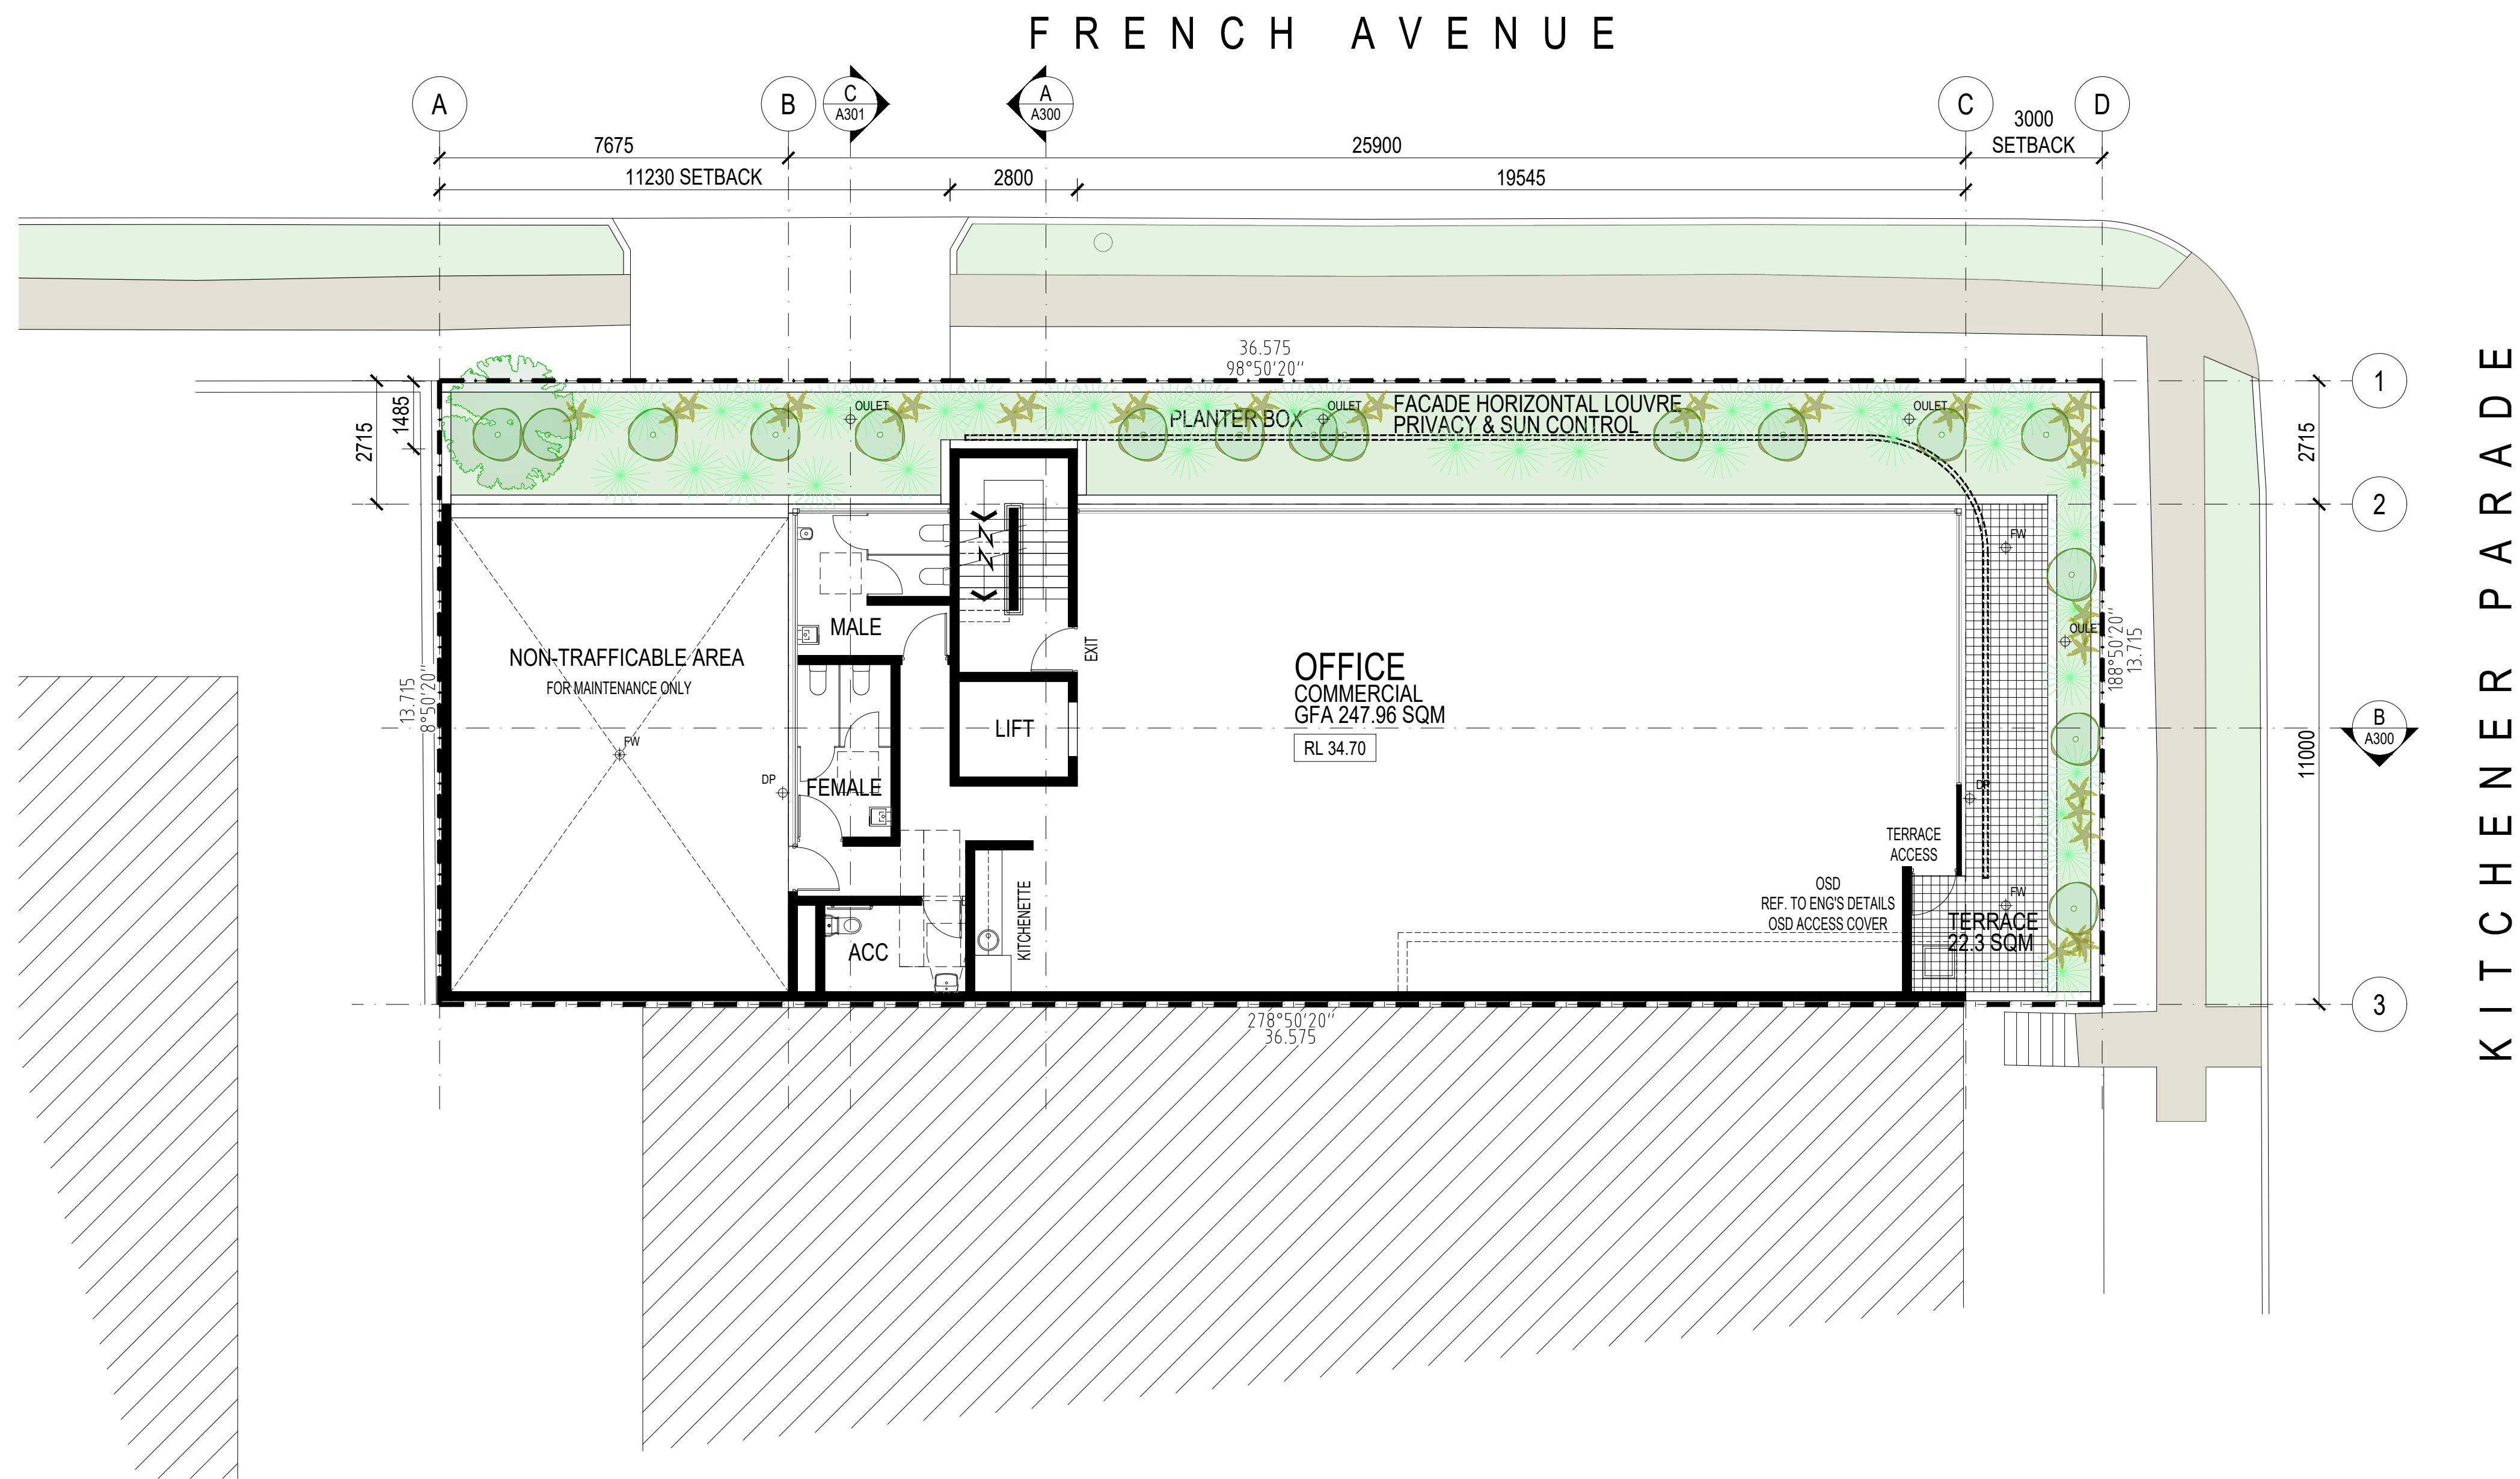 FRENCH AVENUE
A
B
C
A301
A
A300
C
D
3000
SETBACK
7675
25900
11230 SETBACK
2800
19545
36.575
98°50'20"
1
2715
1485
OULET
PLANTER BOX
OULET
FACADE HORIZONTAL LOUVRE
PRIVACY & SUN CONTROL
OULET
2715
2
FW
MALE
EXIT
OULET
NON-TRAFFICABLE AREA
FOR MAINTENANCE ONLY
OFFICE
COMMERCIAL
GFA 247.96 SQM
RL 34.70
13.715
8°50'20"
188°50'20"
13.715
KITCHENER PARADE
LIFT
B
A300
FW
DP
FEMALE
DP
11000
TERRACE
ACCESS
OSD
REF. TO ENG'S DETAILS
OSD ACCESS COVER
FW
TERRACE
22.3 SQM
KITCHENETTE
ACC
3
278°50'20"
36.575